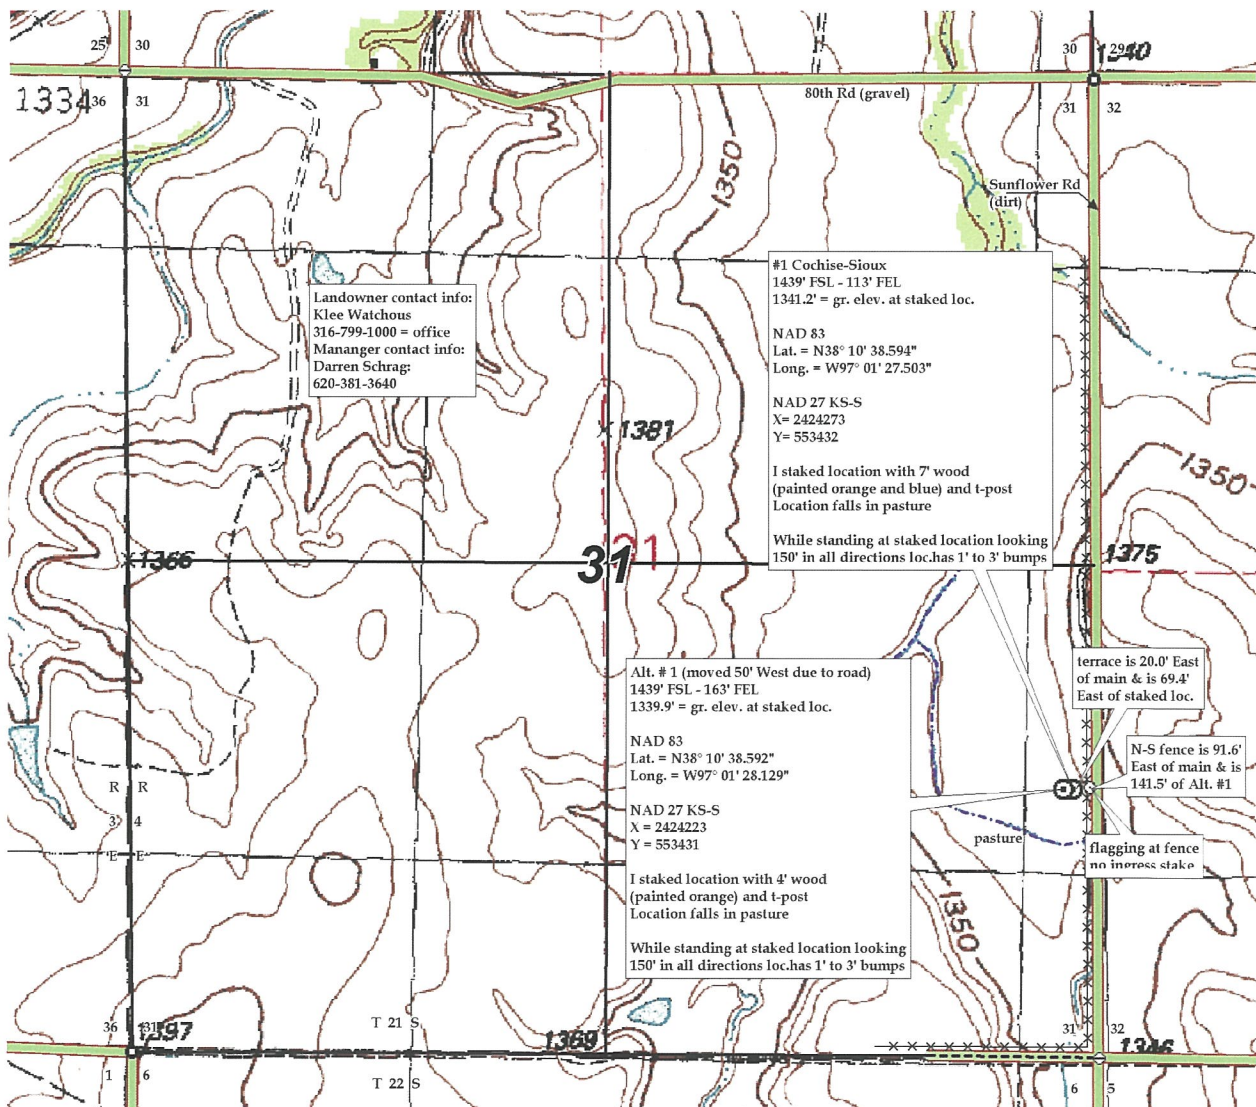 25 30
30 29
1340
1334
36 31
80th Rd (gravel)
31 32
1350
Sunflower Rd
(dirt)
#1 Cochise-Sioux
1439' FSL - 113' FEL
1341.2' = gr. elev. at staked loc.
NAD 83
Lat. = N38° 10' 38.594"
Long. = W97° 01' 27.503"
NAD 27 KS-S
X= 2424273
Y= 553432
I staked location with 7' wood
(painted orange and blue) and t-post
Location falls in pasture
While standing at staked location looking
150' in all directions loc.has 1' to 3' bumps
Landowner contact info:
Klee Watchous
316-799-1000 = office
Mananger contact info:
Darren Schrag:
620-381-3640
1381
1350
1366
31
31
1375
Alt. # 1 (moved 50' West due to road)
1439' FSL - 163' FEL
1339.9' = gr. elev. at staked loc.
NAD 83
Lat. = N38° 10' 38.592"
Long. = W97° 01' 28.129"
NAD 27 KS-S
X = 2424223
Y = 553431
I staked location with 4' wood
(painted orange) and t-post
Location falls in pasture
While standing at staked location looking
150' in all directions loc.has 1' to 3' bumps
terrace is 20.0' East
of main & is 69.4'
East of staked loc.
N-S fence is 91.6'
East of main & is
141.5' of Alt. #1
flagging at fence
no ingress stake
pasture
R R
3 4
E E
1350
36 31
1397
T 21 S
1369
31 32
1346
1 6
T 22 S
6 5